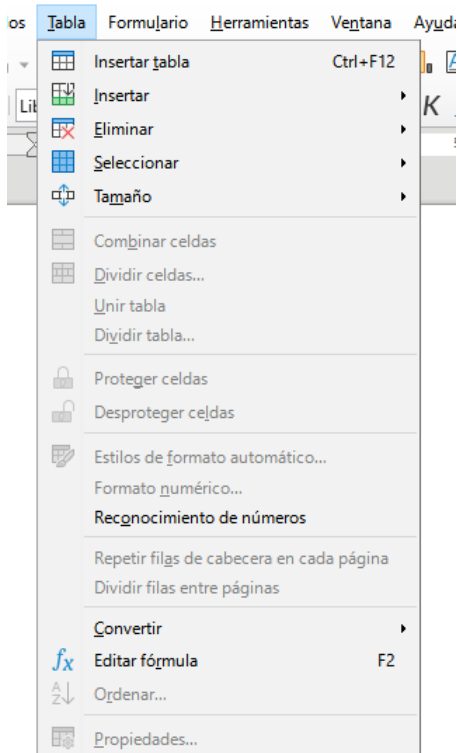 Tabla Formulario Herramientas Ventana
Insertar tabla Ctrl+F12
Insertar
Eliminar
Seleccionar
Tamaño
Combinar celdas
Dividir celdas...
Unir tabla
Dividir tabla...
Proteger celdas
Desproteger celdas
Estilos de formato automático...
Formato numérico...
Reconocimiento de números
Repetir filas de cabecera en cada página
Dividir filas entre páginas
Convertir
Editar fórmula F2
Ordenar...
Propiedades...